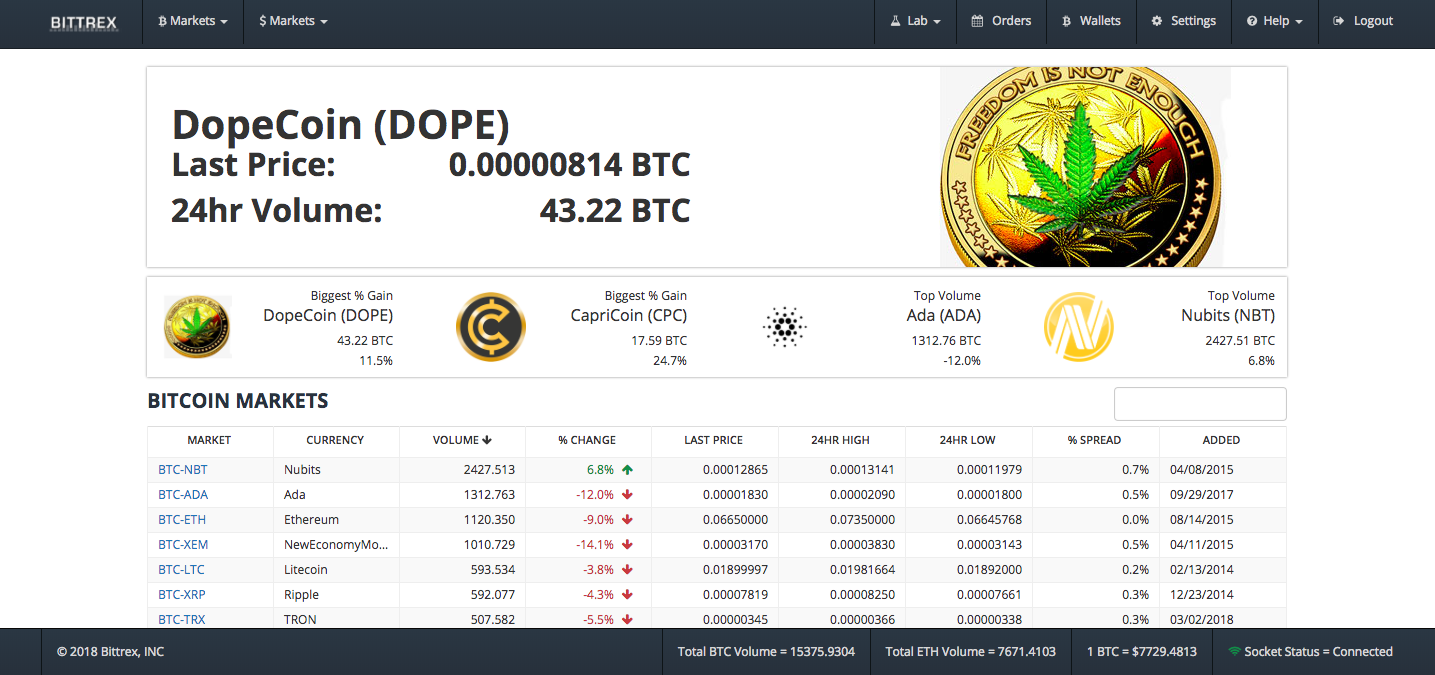 BITTREX
Markets
$ Markets
Lab
Orders
Wallets
Settings
Help
Logout
DopeCoin (DOPE)
Last Price: 0.00000814 BTC
24hr Volume: 43.22 BTC
FREEDOM IS NOT ENOUGH
Biggest % Gain
DopeCoin (DOPE)
43.22 BTC
11.5%
Biggest % Gain
CapriCoin (CPC)
17.59 BTC
24.7%
Top Volume
Ada (ADA)
1312.76 BTC
-12.0%
Top Volume
Nubits (NBT)
2427.51 BTC
6.8%
BITCOIN MARKETS
MARKET CURRENCY VOLUME % CHANGE LAST PRICE 24HR HIGH 24HR LOW % SPREAD ADDED
BTC-NBT Nubits 2427.513 6.8% 0.00012865 0.00013141 0.00011979 0.7% 04/08/2015
BTC-ADA Ada 1312.763 -12.0% 0.00001830 0.00002090 0.00001800 0.5% 09/29/2017
BTC-ETH Ethereum 1120.350 -9.0% 0.06650000 0.07350000 0.06645768 0.0% 08/14/2015
BTC-XEM NewEconomyMo... 1010.729 -14.1% 0.00003170 0.00003830 0.00003143 0.5% 04/11/2015
BTC-LTC Litecoin 593.534 -3.8% 0.01899997 0.01981664 0.01892000 0.2% 02/13/2014
BTC-XRP Ripple 592.077 -4.3% 0.00007819 0.00008250 0.00007661 0.3% 12/23/2014
BTC-TRX TRON 507.582 -5.5% 0.00000345 0.00000366 0.00000338 0.3% 03/02/2018
© 2018 Bittrex, INC
Total BTC Volume = 15375.9304
Total ETH Volume = 7671.4103
1 BTC = $7729.4813
Socket Status = Connected